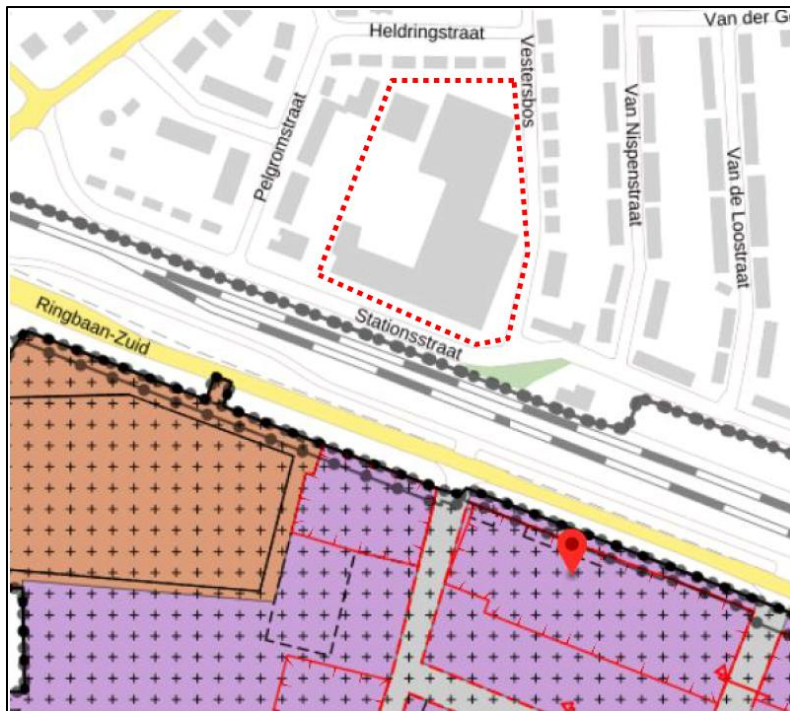 Van der G
Heldringstraat
Vestersbos
Pelgromstraat
Van Nispenstraat
Van de Loostraat
Stationsstraat
Ringbaan-Zuid